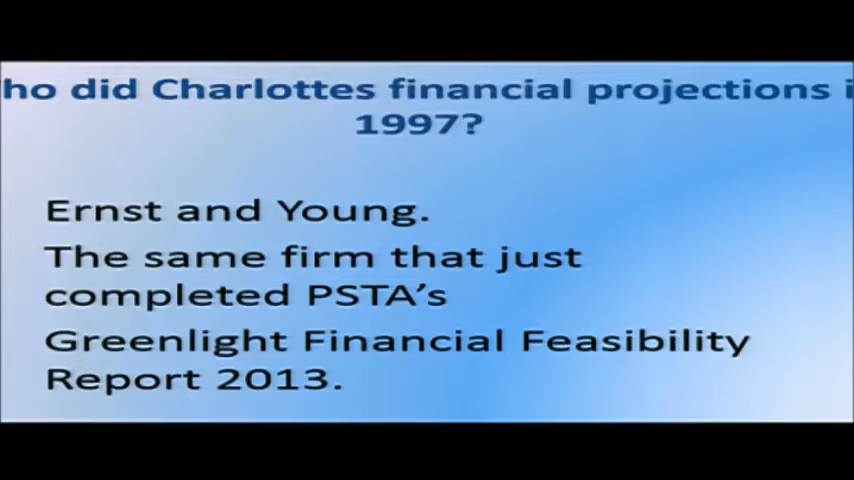 ho did Charlottes financial projections i
1997?
Ernst and Young.
The same firm that just
completed PSTA’s
Greenlight Financial Feasibility
Report 2013.